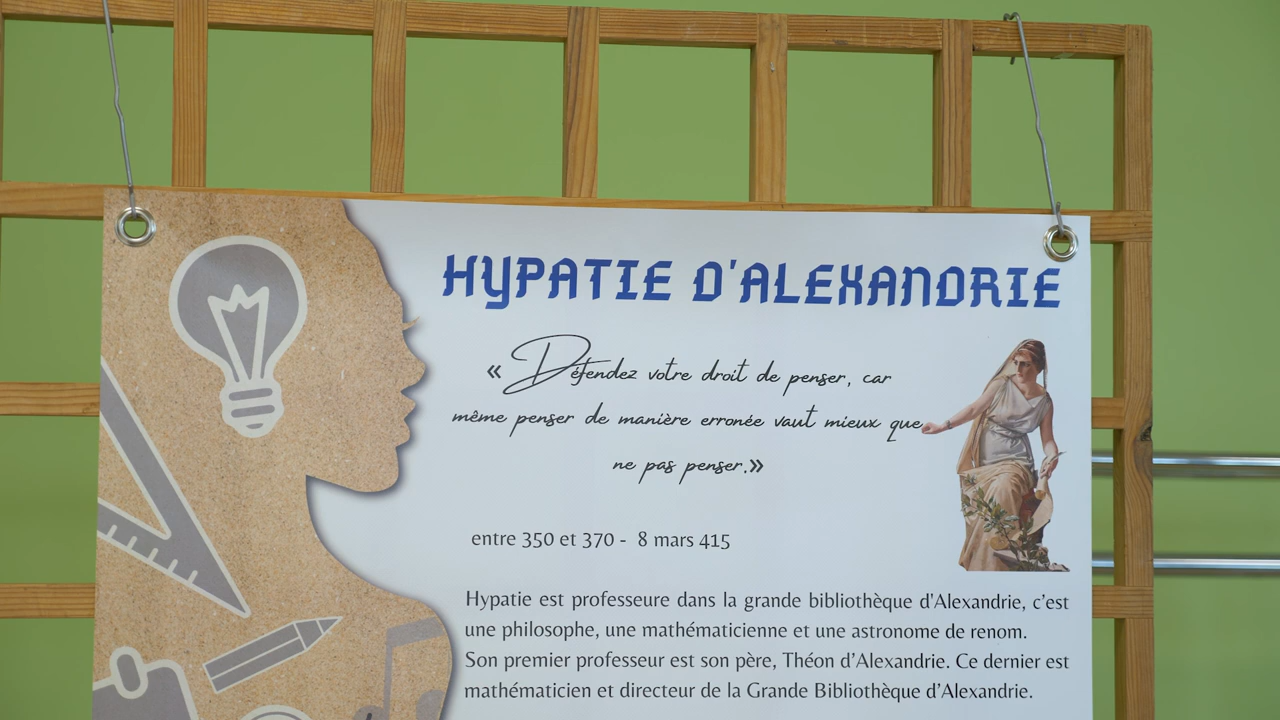 HYPATIE D'ALEXANDRIE
« Défendez votre droit de penser, car
même penser de manière erronée vaut mieux que
ne pas penser.»
entre 350 et 370 - 8 mars 415
Hypatie est professeure dans la grande bibliothèque d'Alexandrie, c’est
une philosophe, une mathématicienne et une astronome de renom.
Son premier professeur est son père, Théon d’Alexandrie. Ce dernier est
mathématicien et directeur de la Grande Bibliothèque d’Alexandrie.